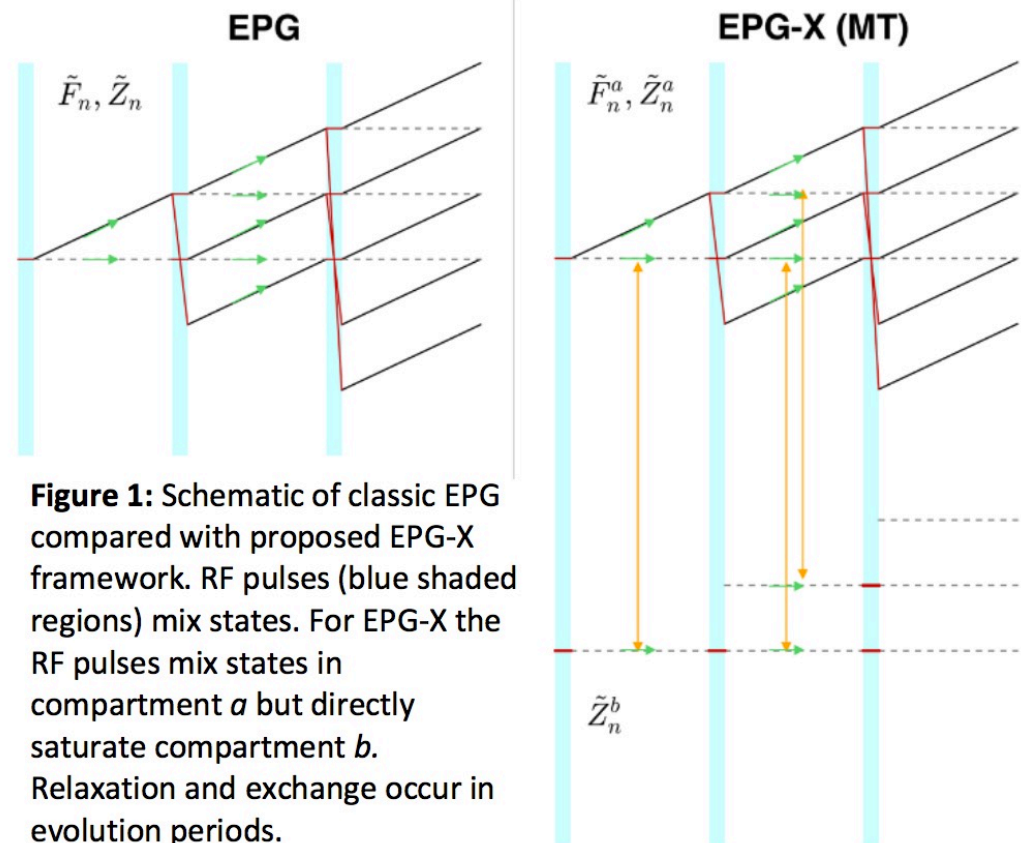 EPG
EPG-X (MT)
F̃ₙ, Z̃ₙ
F̃ₙᵃ, Z̃ₙᵃ
Z̃ₙᵇ
Figure 1: Schematic of classic EPG
compared with proposed EPG-X
framework. RF pulses (blue shaded
regions) mix states. For EPG-X the
RF pulses mix states in
compartment a but directly
saturate compartment b.
Relaxation and exchange occur in
evolution periods.